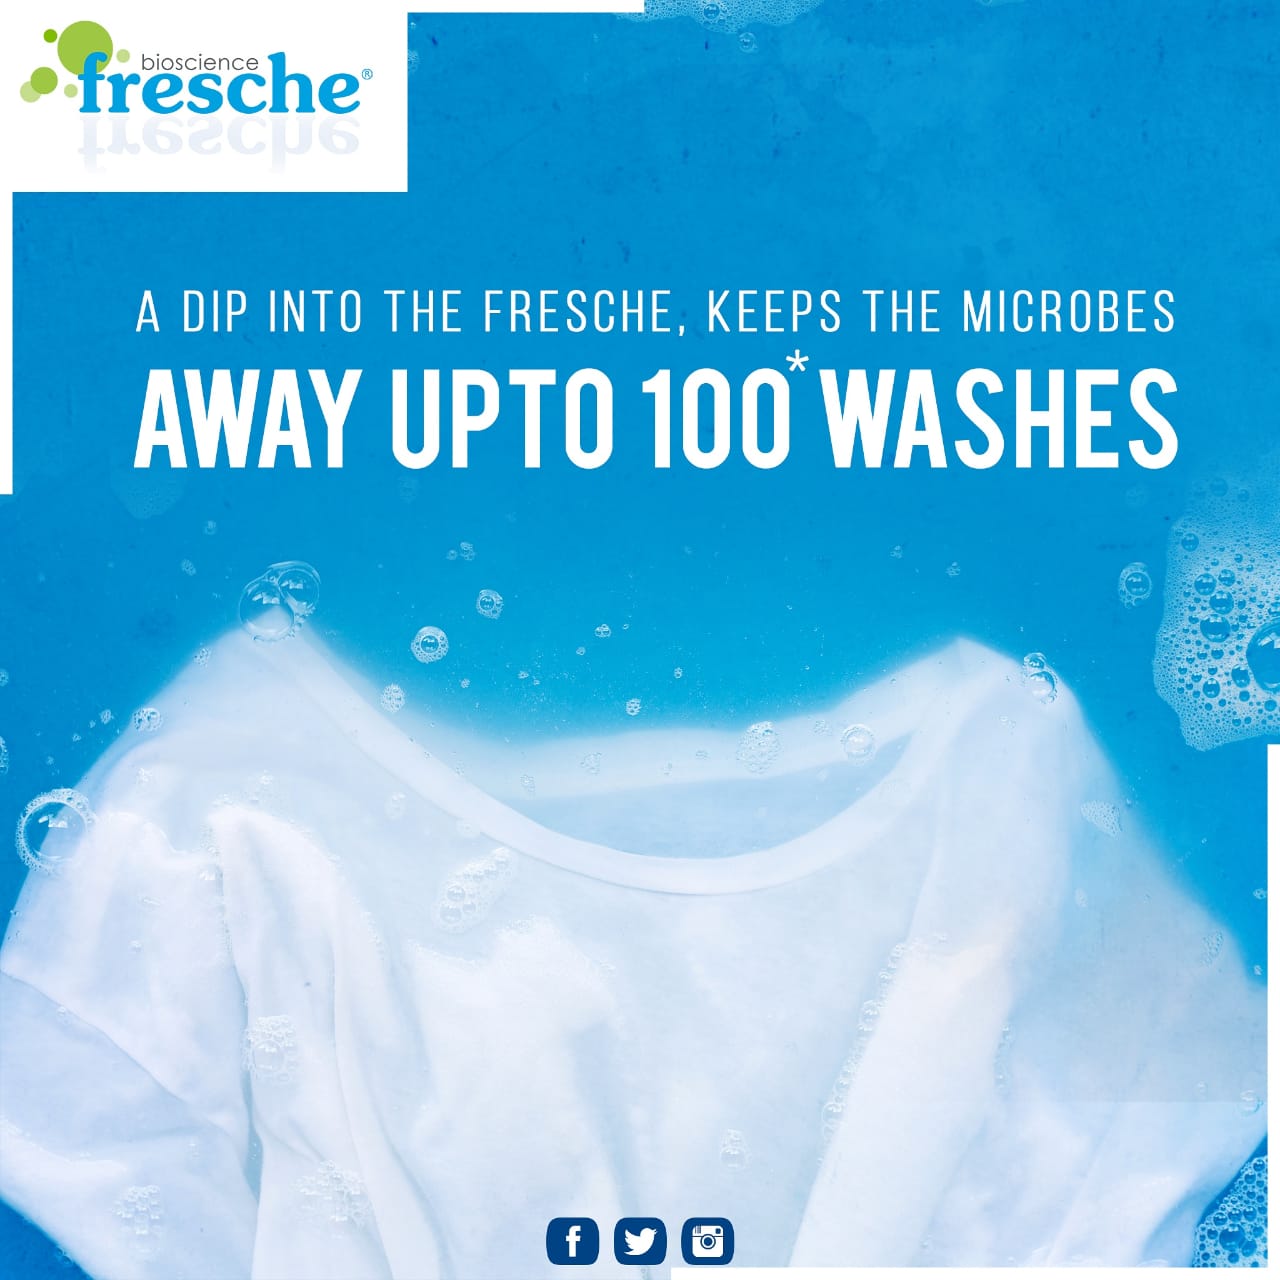 bioscience
fresche®
A DIP INTO THE FRESCHE, KEEPS THE MICROBES
AWAY UPTO 100* WASHES